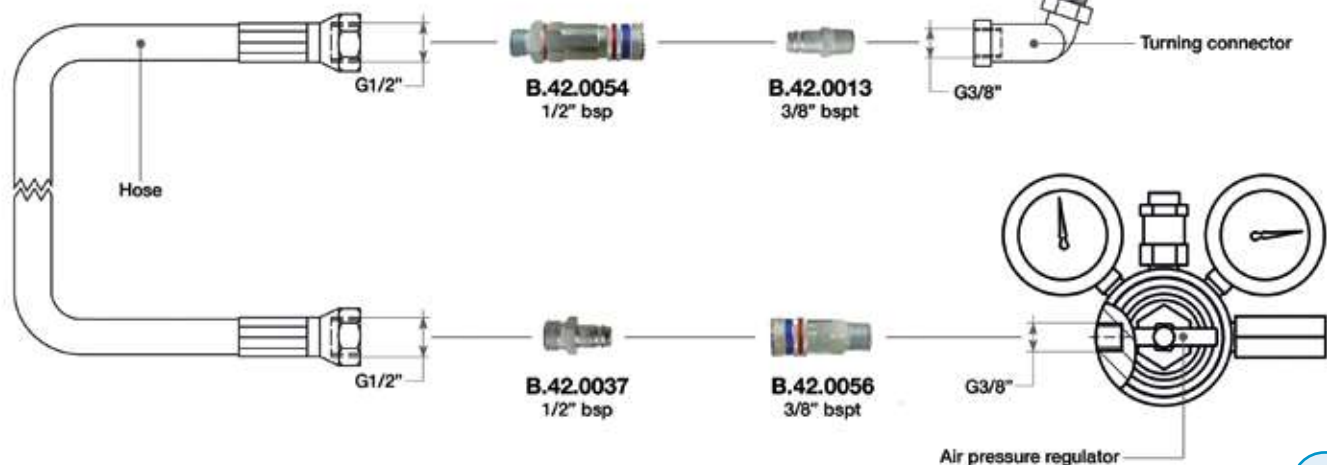 G1/2"
B.42.0054
1/2" bsp
B.42.0013
3/8" bspt
G3/8"
Turning connector
Hose
G1/2"
B.42.0037
1/2" bsp
B.42.0056
3/8" bspt
G3/8"
Air pressure regulator